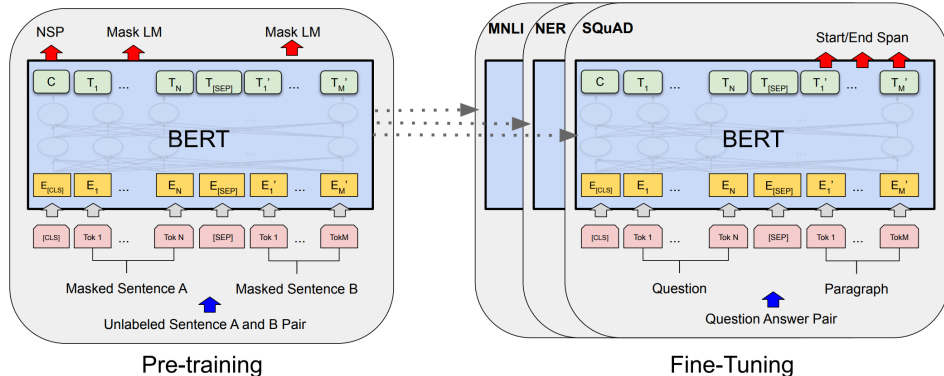 NSP Mask LM Mask LM
C T1 ... TN T[SEP] T1' ... TM'
BERT
E[CLS] E1 ... EN E[SEP] E1' ... EM'
[CLS] Tok 1 ... Tok N [SEP] Tok 1 ... TokM
Masked Sentence A Masked Sentence B
Unlabeled Sentence A and B Pair
Pre-training
MNLI NER SQuAD
Start/End Span
C T1 ... TN T[SEP] T1' ... TM'
BERT
E[CLS] E1 ... EN E[SEP] E1' ... EM'
[CLS] Tok 1 ... Tok N [SEP] Tok 1 ... TokM
Question Paragraph
Question Answer Pair
Fine-Tuning